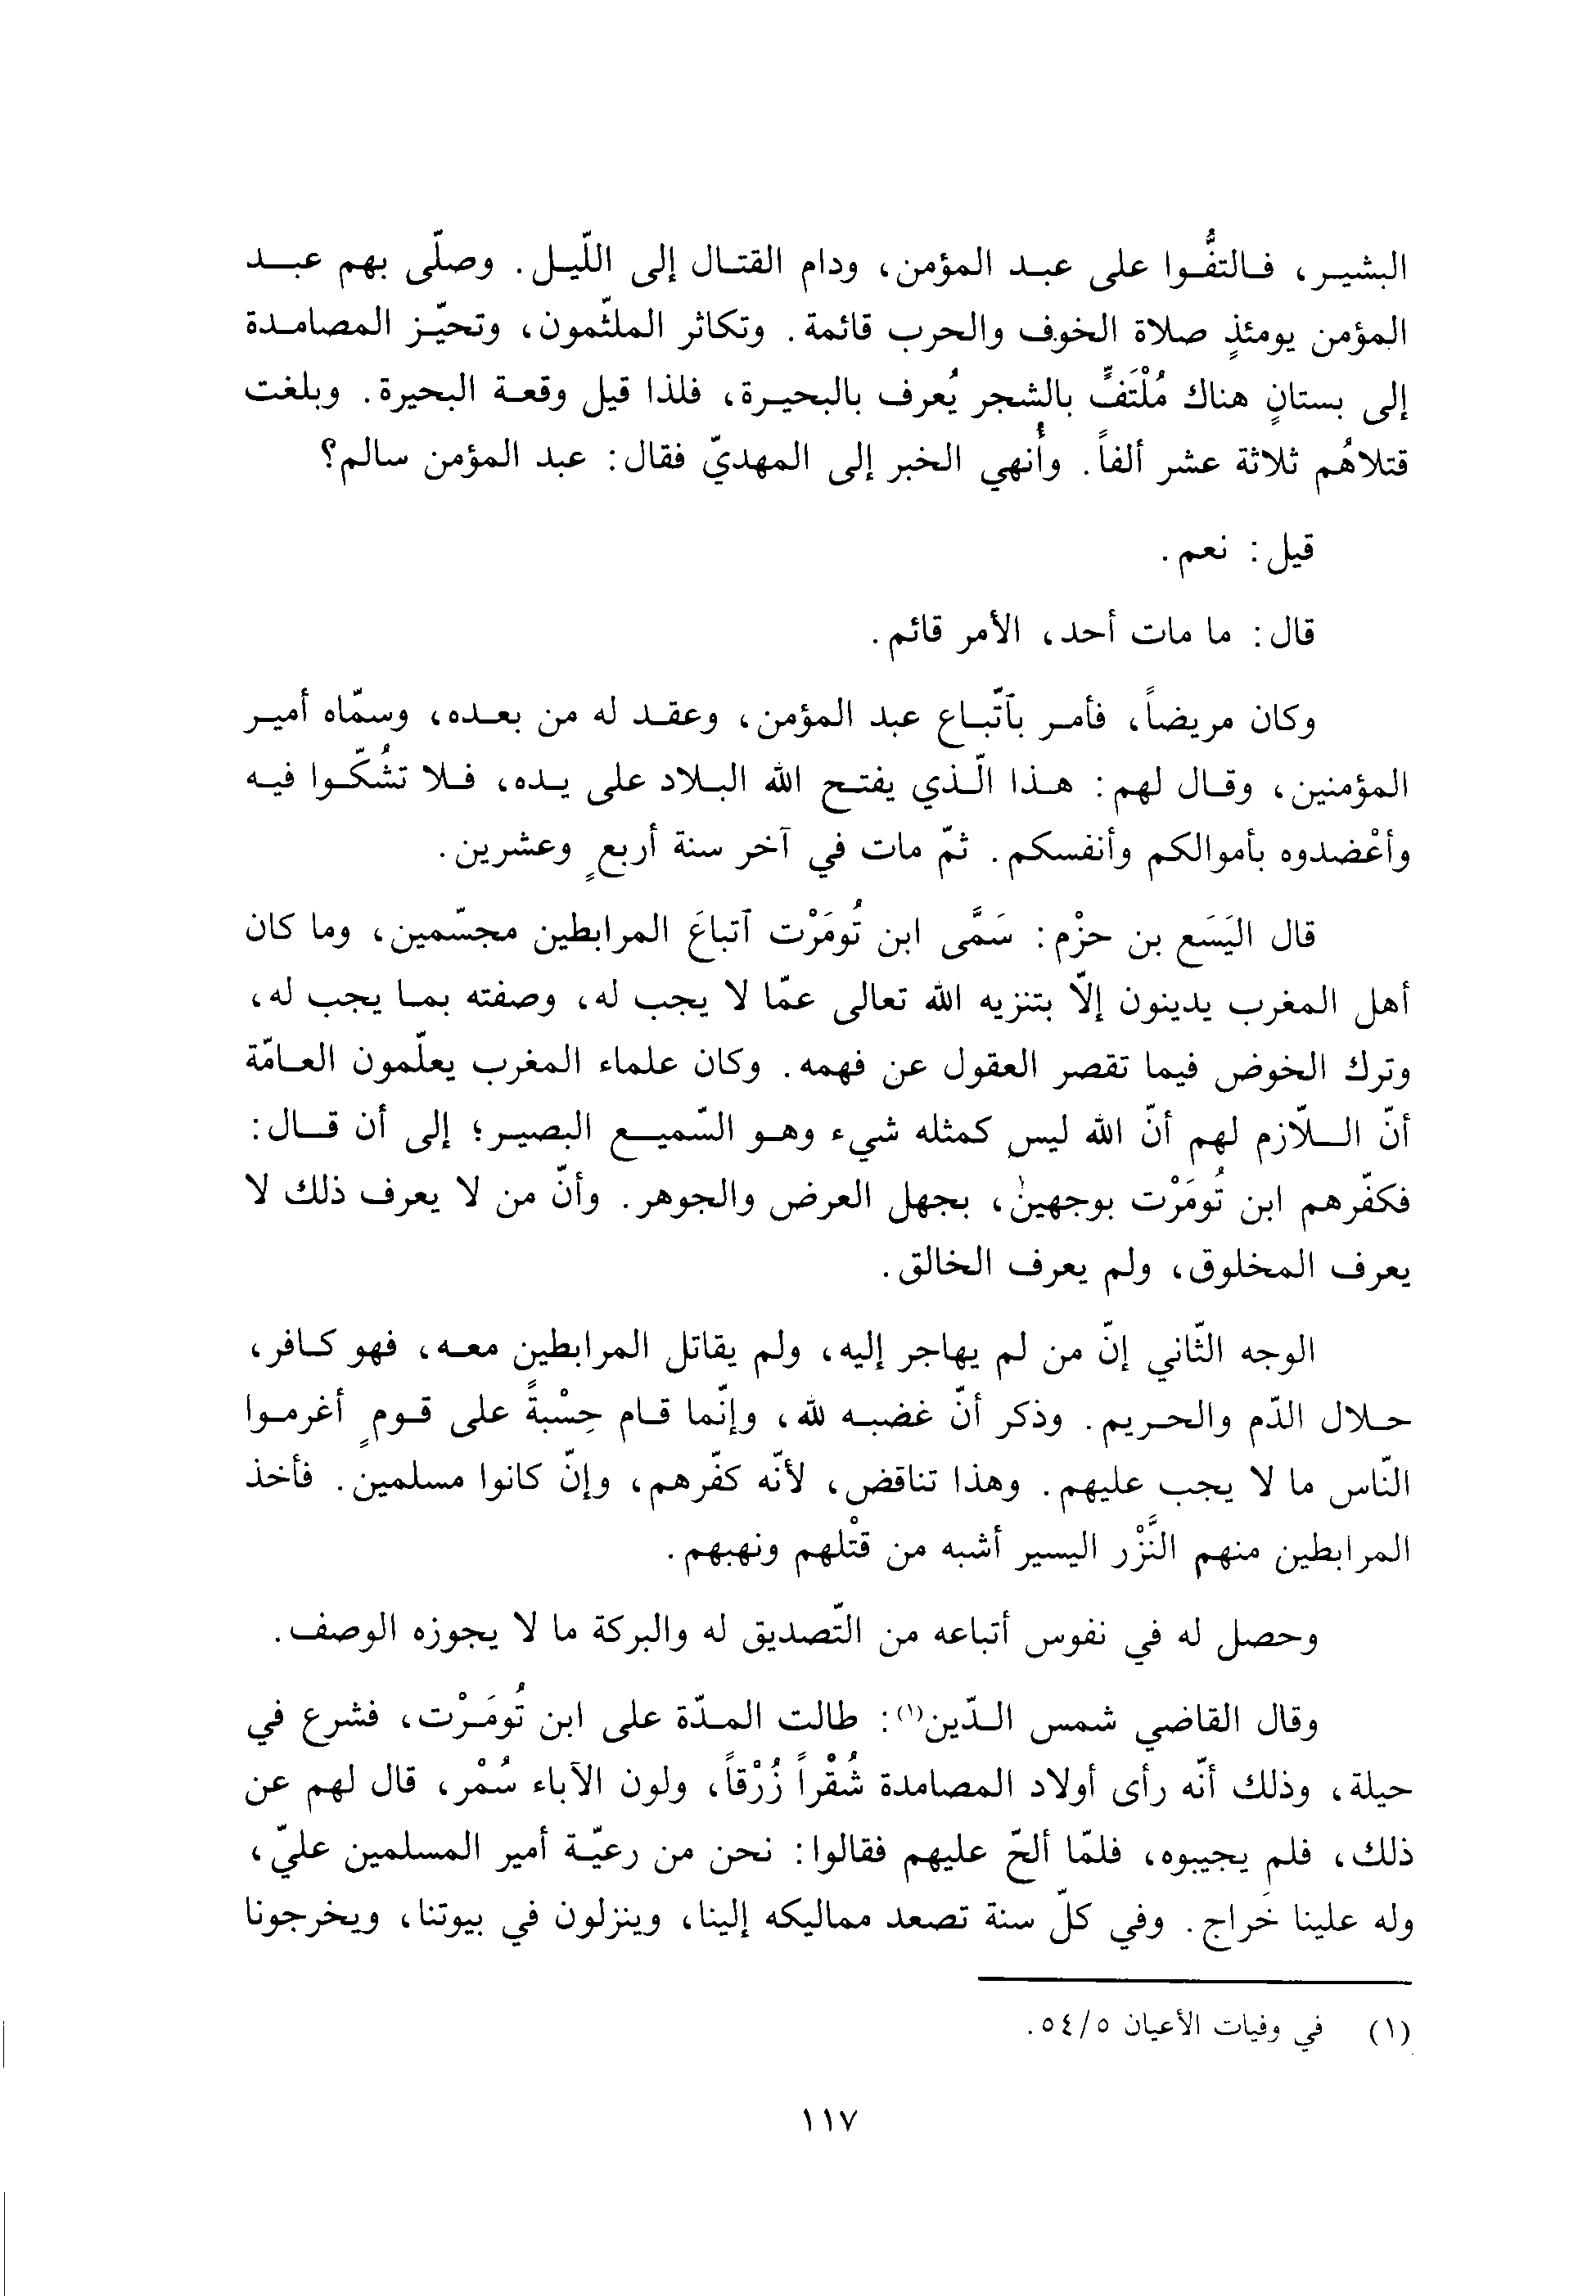 البشير، فالتفُّوا على عبد المؤمن، ودام القتال إلى اللّيل. وصلّى بهم عبد
المؤمن يومئذٍ صلاة الخوف والحرب قائمة. وتكاثر الملثّمون، وتحيّز المصامدة
إلى بستانٍ هناك مُلْتَفٍّ بالشجر يُعرف بالبحيرة، فلذا قيل وقعة البحيرة. وبلغت
قتلاهُم ثلاثة عشر ألفاً. وأُنهي الخبر إلى المهديّ فقال: عبد المؤمن سالم؟
قيل: نعم.
قال: ما مات أحد، الأمر قائم.
وكان مريضاً، فأمر بآتّباع عبد المؤمن، وعقد له من بعده، وسمّاه أمير
المؤمنين، وقال لهم: هذا الّذي يفتح الله البلاد على يده، فلا تشُكّوا فيه
وأعْضدوه بأموالكم وأنفسكم. ثمّ مات في آخر سنة أربعٍ وعشرين.
قال اليَسَع بن حزْم: سَمَّى ابن تُومَرْت آتباعَ المرابطين مجسّمين، وما كان
أهل المغرب يدينون إلّا بتنزيه الله تعالى عمّا لا يجب له، وصفته بما يجب له،
وترك الخوض فيما تقصر العقول عن فهمه. وكان علماء المغرب يعلّمون العامّة
أنّ اللّازم لهم أنّ الله ليس كمثله شيء وهو السّميع البصير؛ إلى أن قال:
فكفّرهم ابن تُومَرْت بوجهين، بجهل العرض والجوهر. وأنّ من لا يعرف ذلك لا
يعرف المخلوق، ولم يعرف الخالق.
الوجه الثّاني إنّ من لم يهاجر إليه، ولم يقاتل المرابطين معه، فهو كافر،
حلال الدّم والحريم. وذكر أنّ غضبه لله، وإنّما قام حِسْبةً على قومٍ أغرموا
النّاس ما لا يجب عليهم. وهذا تناقض، لأنّه كفّرهم، وإنّ كانوا مسلمين. فأخذ
المرابطين منهم النَّزْر اليسير أشبه من قتْلهم ونهبهم.
وحصل له في نفوس أتباعه من التّصديق له والبركة ما لا يجوزه الوصف.
وقال القاضي شمس الدّين(١): طالت المدّة على ابن تُومَرْت، فشرع في
حيلة، وذلك أنّه رأى أولاد المصامدة شُقْراً زُرْقاً، ولون الآباء سُمْر، قال لهم عن
ذلك، فلم يجيبوه، فلمّا ألحّ عليهم فقالوا: نحن من رعيّة أمير المسلمين عليّ،
وله علينا خَراج. وفي كلّ سنة تصعد مماليكه إلينا، وينزلون في بيوتنا، ويخرجونا
(١) في وفيات الأعيان ٥٤/٥.
١١٧